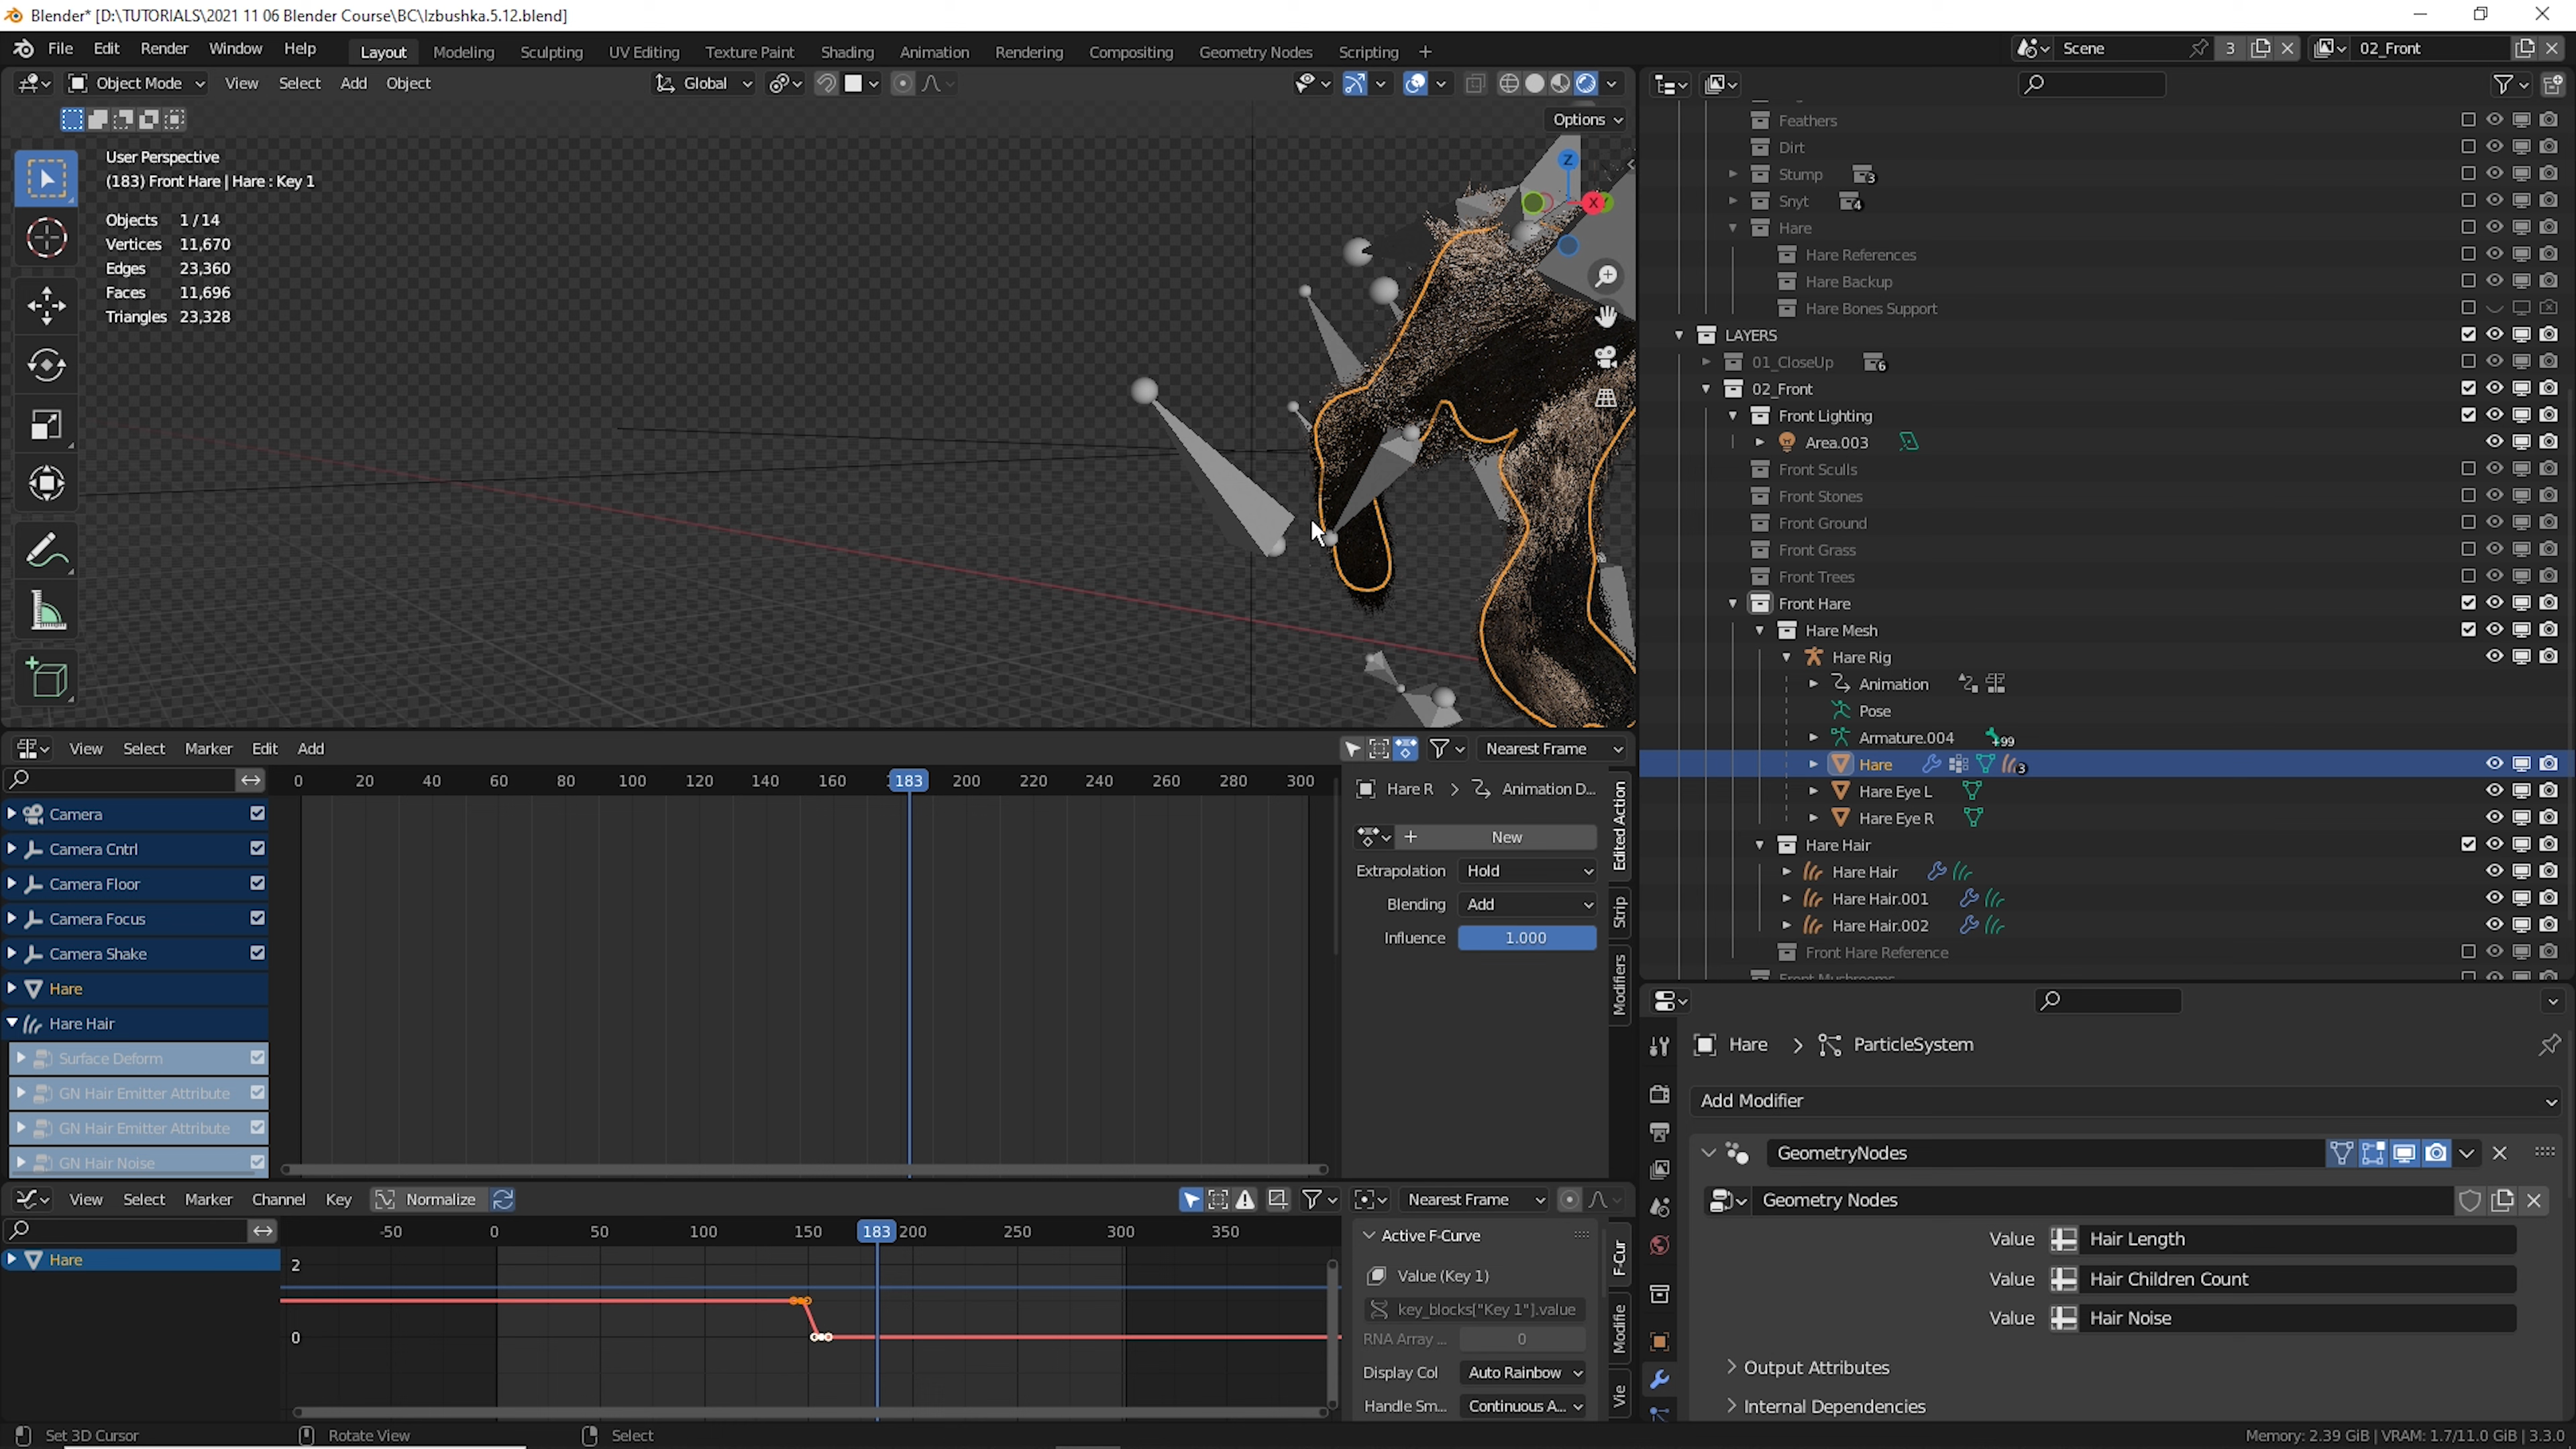 Blender* [D:\TUTORIALS\2021 11 06 Blender Course\BC\Izbushka.5.12.blend]
File Edit Render Window Help Layout Modeling Sculpting UV Editing Texture Paint Shading Animation Rendering Compositing Geometry Nodes Scripting + Scene 3 02_Front
Object Mode View Select Add Object Global
Options
User Perspective
(183) Front Hare | Hare : Key 1
Objects 1 / 14
Vertices 11,670
Edges 23,360
Faces 11,696
Triangles 23,328
Z
X
Y
Feathers
Dirt
Stump 3
Snyt 4
Hare
Hare References
Hare Backup
Hare Bones Support
LAYERS
01_CloseUp 6
02_Front
Front Lighting
Area.003
Front Sculls
Front Stones
Front Ground
Front Grass
Front Trees
Front Hare
Hare Mesh
Hare Rig
Animation
Pose
Armature.004 +99
Hare 3
Hare Eye L
Hare Eye R
Hare Hair
Hare Hair
Hare Hair.001
Hare Hair.002
Front Hare Reference
Front Mushrooms
View Select Marker Edit Add Nearest Frame
0 20 40 60 80 100 120 140 160 183 200 220 240 260 280 300
Camera
Camera Cntrl
Camera Floor
Camera Focus
Camera Shake
Hare
Hare Hair
Surface Deform
GN Hair Emitter Attribute
GN Hair Emitter Attribute
GN Hair Noise
Hare R > Animation D...
+ New
Extrapolation Hold
Blending Add
Influence 1.000
Edited Action
Strip
Modifiers
View Select Marker Channel Key Normalize Nearest Frame
-50 0 50 100 150 183 200 250 300 350
Hare
2
0
Active F-Curve
Value (Key 1)
key_blocks["Key 1"].value
RNA Array ... 0
Display Col Auto Rainbow
Handle Sm... Continuous A...
F-Cur
Modifie
Vie
Hare > ParticleSystem
Add Modifier
GeometryNodes
Geometry Nodes
Value Hair Length
Value Hair Children Count
Value Hair Noise
Output Attributes
Internal Dependencies
Set 3D Cursor Rotate View Select Memory: 2.39 GiB | VRAM: 1.7/11.0 GiB | 3.3.0